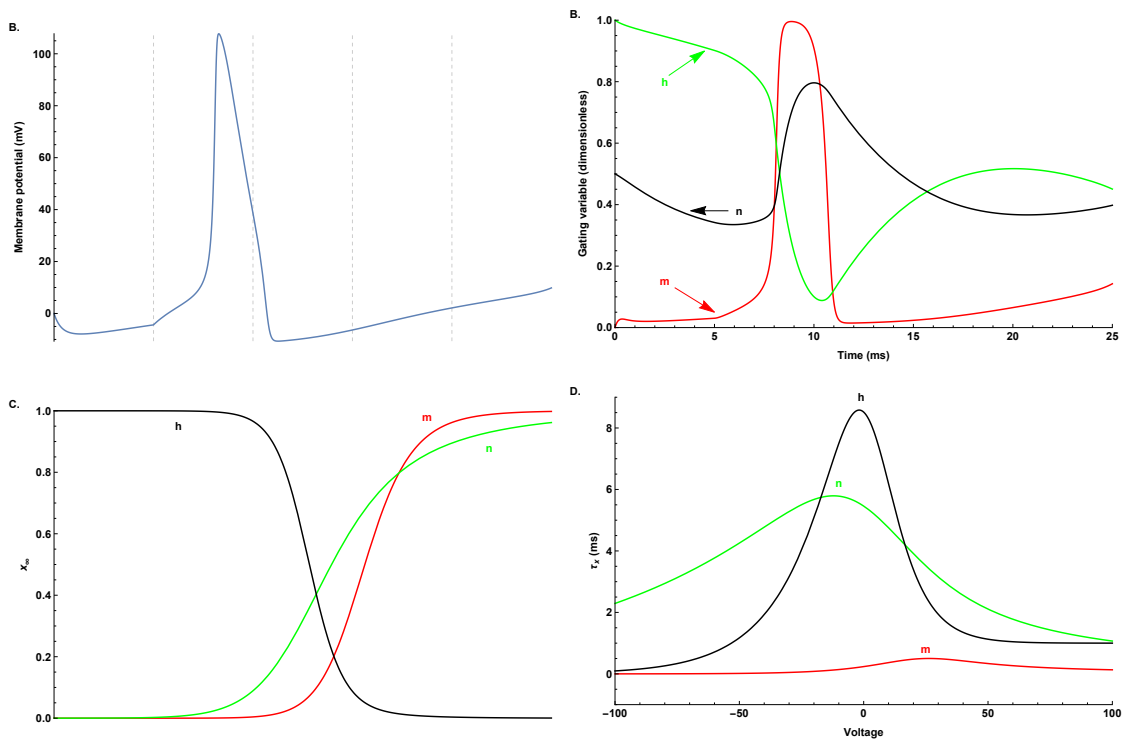 B.
Membrane potential (mV)
100
80
60
40
20
0
B.
Gating variable (dimensionless)
1.0
0.8
0.6
0.4
0.2
0.0
h
n
m
0
5
10
15
20
25
Time (ms)
C.
x∞
1.0
0.8
0.6
0.4
0.2
0.0
h
m
n
D.
τx (ms)
8
6
4
2
0
h
n
m
−100
−50
0
50
100
Voltage